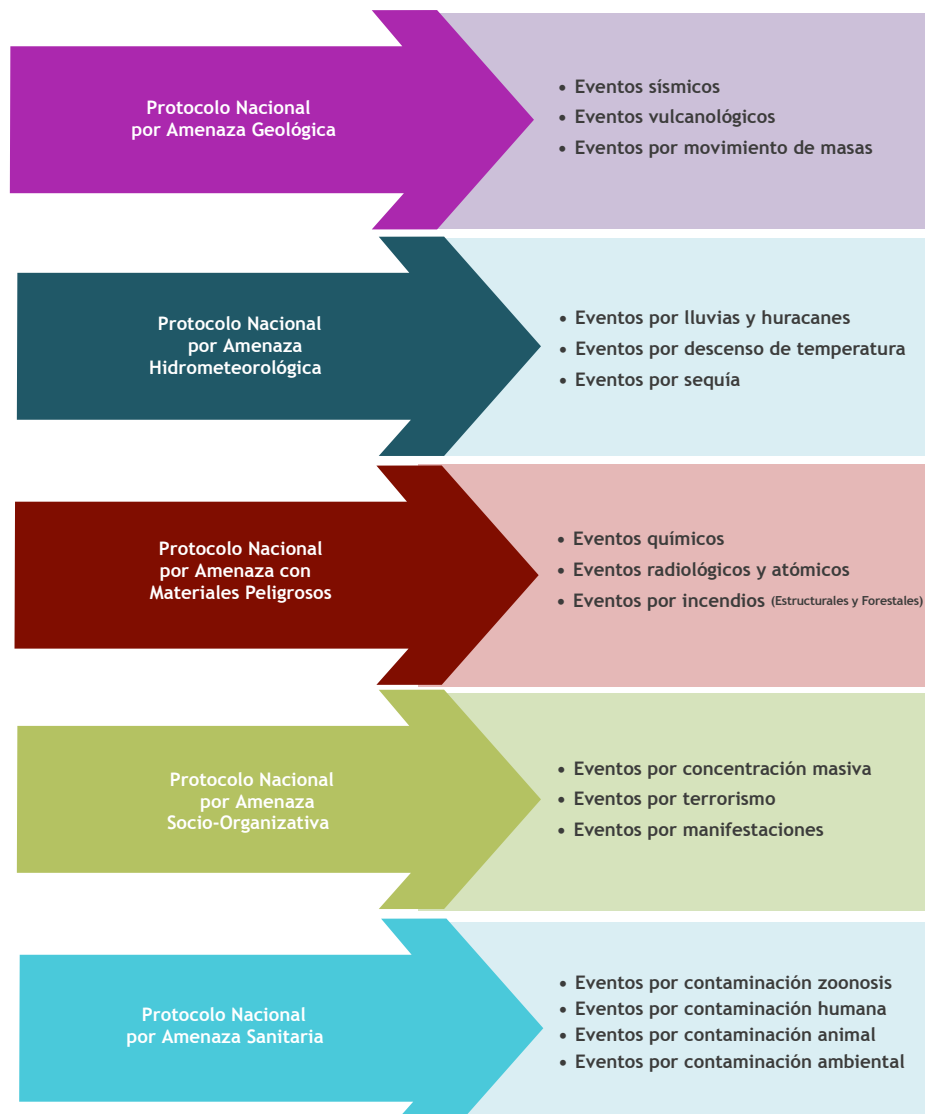 Protocolo Nacional
por Amenaza Geológica
• Eventos sísmicos
• Eventos vulcanológicos
• Eventos por movimiento de masas
Protocolo Nacional
por Amenaza
Hidrometeorológica
• Eventos por lluvias y huracanes
• Eventos por descenso de temperatura
• Eventos por sequía
Protocolo Nacional
por Amenaza con
Materiales Peligrosos
• Eventos químicos
• Eventos radiológicos y atómicos
• Eventos por incendios (Estructurales y Forestales)
Protocolo Nacional
por Amenaza
Socio-Organizativa
• Eventos por concentración masiva
• Eventos por terrorismo
• Eventos por manifestaciones
Protocolo Nacional
por Amenaza Sanitaria
• Eventos por contaminación zoonosis
• Eventos por contaminación humana
• Eventos por contaminación animal
• Eventos por contaminación ambiental